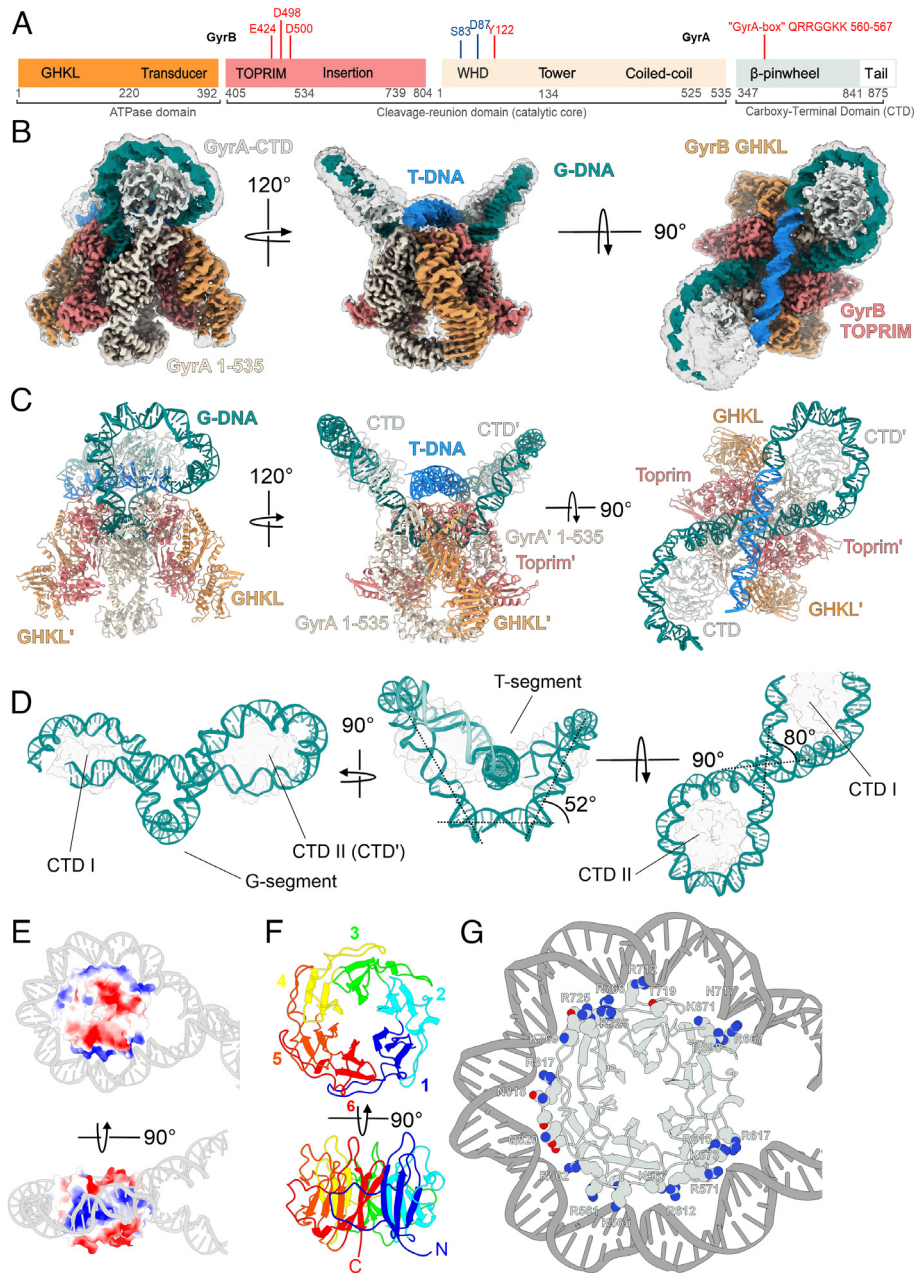 A
GyrB
E424
D498
D500
S83
D87
Y122
GyrA
"GyrA-box" QRRGGKK 560-567
GHKL
Transducer
TOPRIM
Insertion
WHD
Tower
Coiled-coil
β-pinwheel
Tail
1
220
392
405
534
739
804
1
134
525
535
347
841
875
ATPase domain
Cleavage-reunion domain (catalytic core)
Carboxy-Terminal Domain (CTD)
B
GyrA-CTD
120°
T-DNA
G-DNA
90°
GyrB GHKL
GyrB
TOPRIM
GyrA 1-535
C
G-DNA
120°
CTD
T-DNA
CTD'
90°
GHKL
CTD'
Toprim
GyrA' 1-535
Toprim'
Toprim'
GHKL
GHKL'
GyrA 1-535
GHKL'
GHKL'
CTD
D
T-segment
90°
90°
80°
52°
CTD I
CTD I
CTD II (CTD')
G-segment
CTD II
E
90°
F
3
4
2
5
1
6
90°
C
N
G
R712
T719
N717
R725
K671
R817
R617
R615
K567
R571
R561
R612